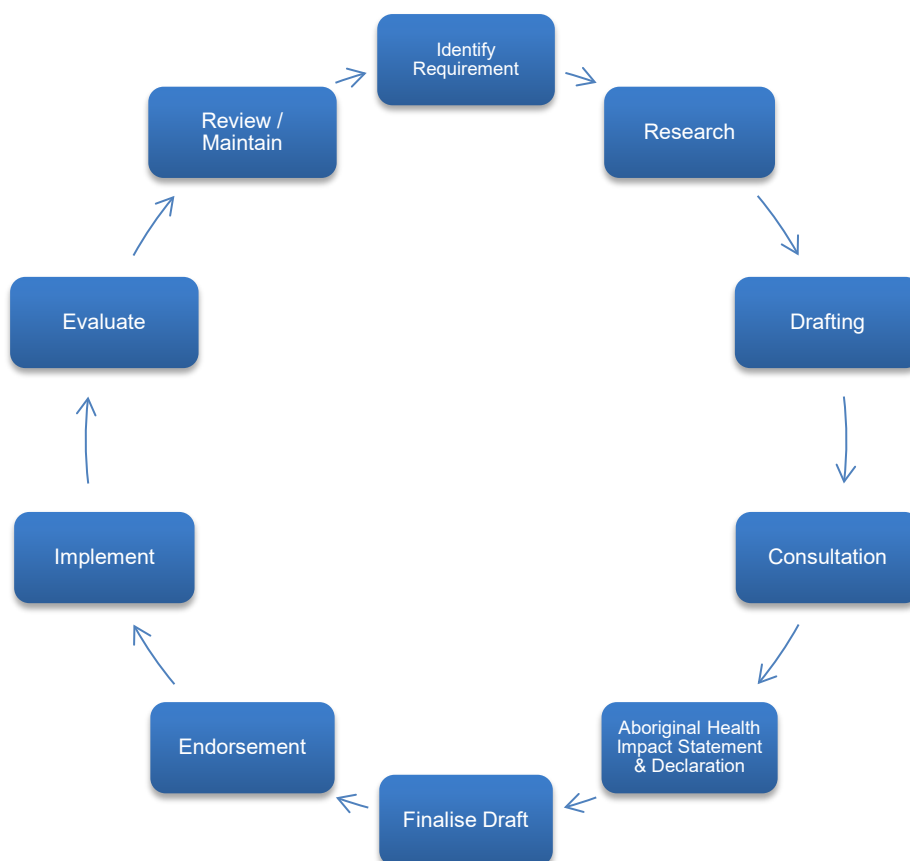 Identify
Requirement
Research
Drafting
Consultation
Aboriginal Health
Impact Statement
& Declaration
Finalise Draft
Endorsement
Implement
Evaluate
Review /
Maintain